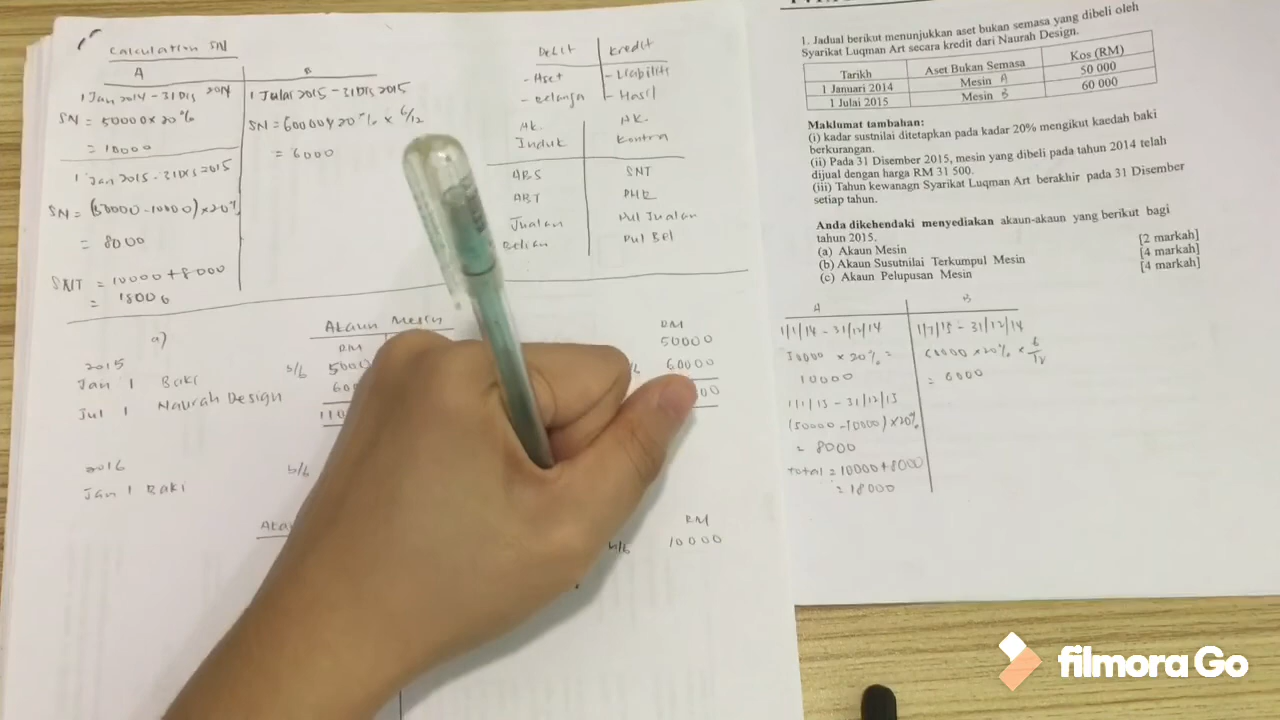 Calculation SN
A B
1 Jan 2014 - 31 Dis 2014
SN = 50000 x 20%
= 10000
1 Jan 2015 - 31 Dis 2015
SN = (50000 - 10000) x 20%
= 8000
SNT = 10000 + 8000
= 18000
1 Julai 2015 - 31 Dis 2015
SN = 60000 x 20% x 6/12
= 6000
Debit Kredit
- Aset - Liabiliti
- Belanja - Hasil
Ak. Ak.
Induk Kontra
ABS SNT
ABT PHR
Jualan Pul Jualan
Belian Pul Bel
a) Akaun Mesin
RM RM
2015 50000
Jan 1 Baki b/b
Jul 1 Naurah Design 60000
2016
Jan 1 Baki b/b
RM
b/b 10000
1. Jadual berikut menunjukkan aset bukan semasa yang dibeli oleh
Syarikat Luqman Art secara kredit dari Naurah Design.
Tarikh Aset Bukan Semasa Kos (RM)
1 Januari 2014 Mesin A 50 000
1 Julai 2015 Mesin B 60 000
Maklumat tambahan:
(i) kadar sustnilai ditetapkan pada kadar 20% mengikut kaedah baki
berkurangan.
(ii) Pada 31 Disember 2015, mesin yang dibeli pada tahun 2014 telah
dijual dengan harga RM 31 500.
(iii) Tahun kewanagn Syarikat Luqman Art berakhir pada 31 Disember
setiap tahun.
Anda dikehendaki menyediakan akaun-akaun yang berikut bagi
tahun 2015.
(a) Akaun Mesin [2 markah]
(b) Akaun Susutnilai Terkumpul Mesin [4 markah]
(c) Akaun Pelupusan Mesin [4 markah]
A B
1/1/14 - 31/12/14
50000 x 20% =
10000
1/1/15 - 31/12/15
(50000 - 10000) x 20%
= 8000
total = 10000 + 8000
= 18000
1/7/15 - 31/12/14
60000 x 20% x 6/12
= 6000
filmora Go